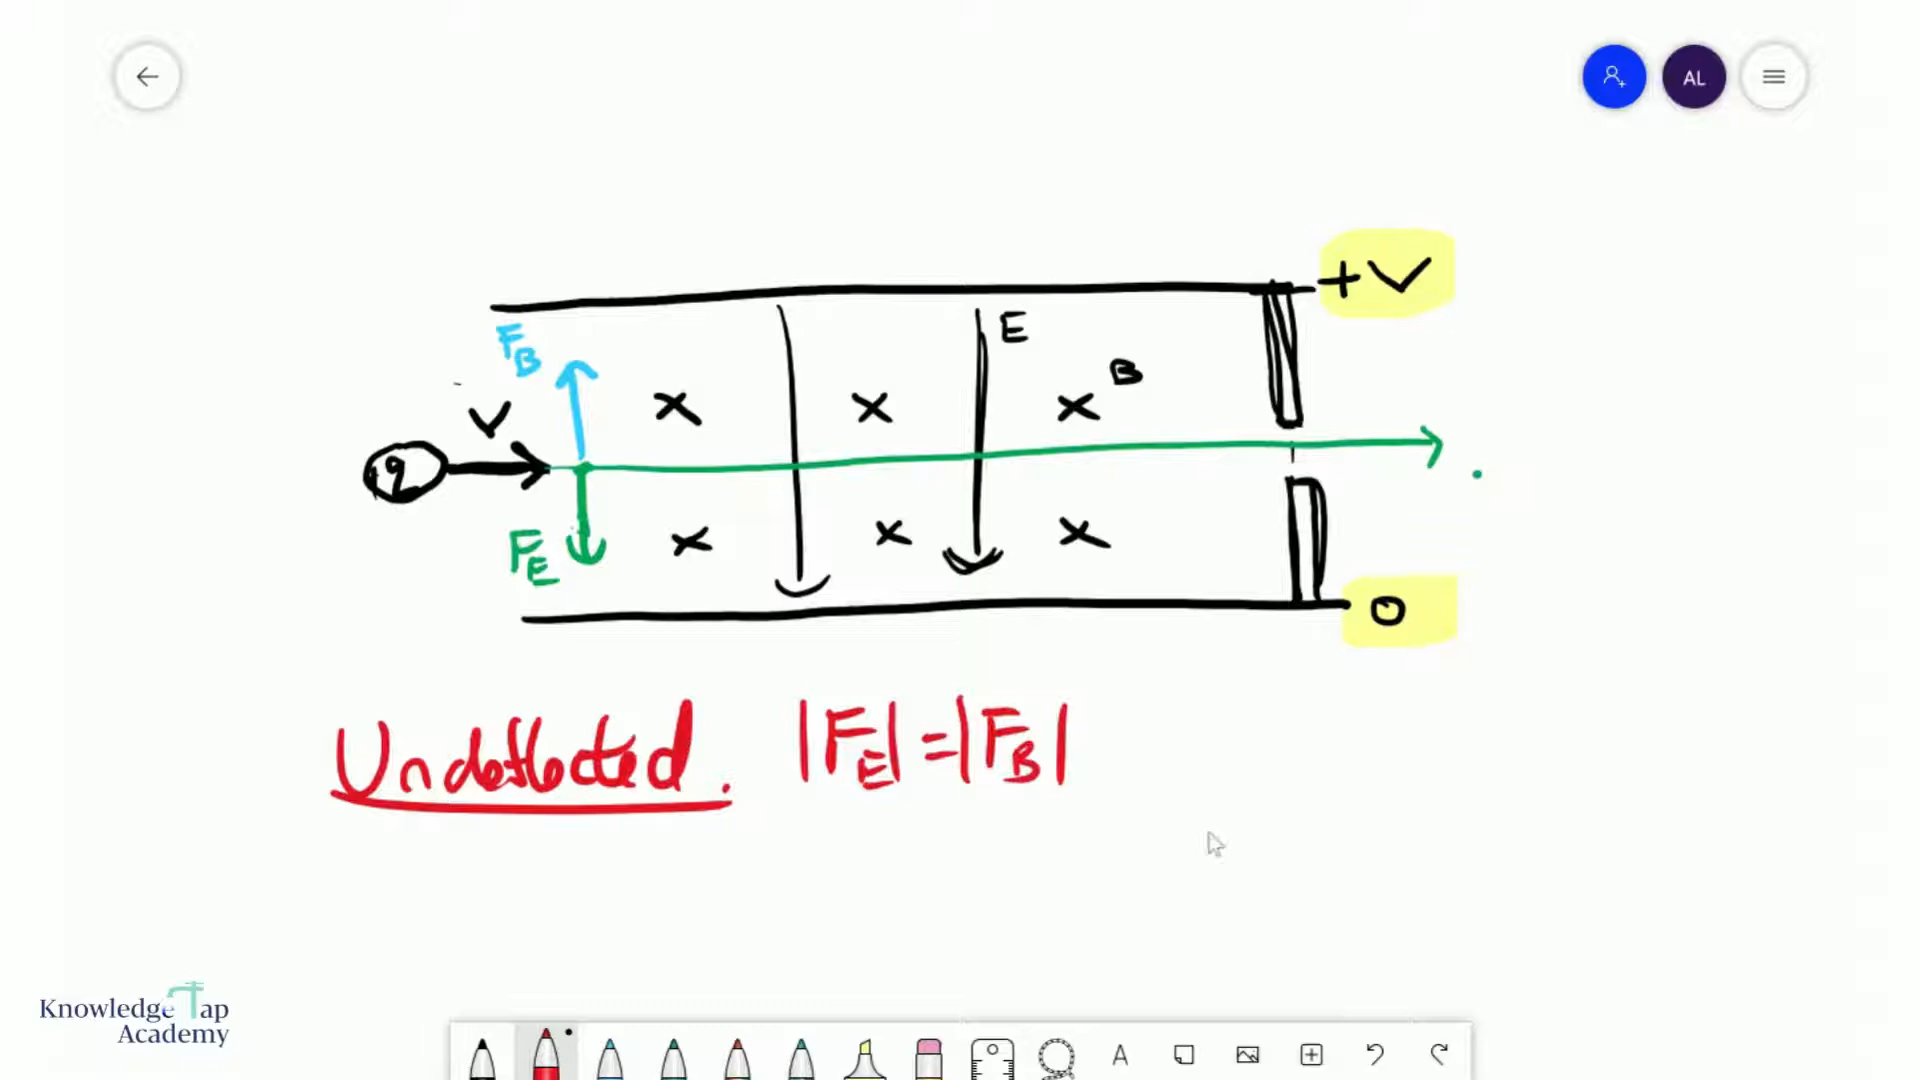 AL
+V
E
F_B
B
x x x
V
+q
F_E
x x x
0
Undeflected. |F_E| = |F_B|
Knowledge Tap
Academy
A